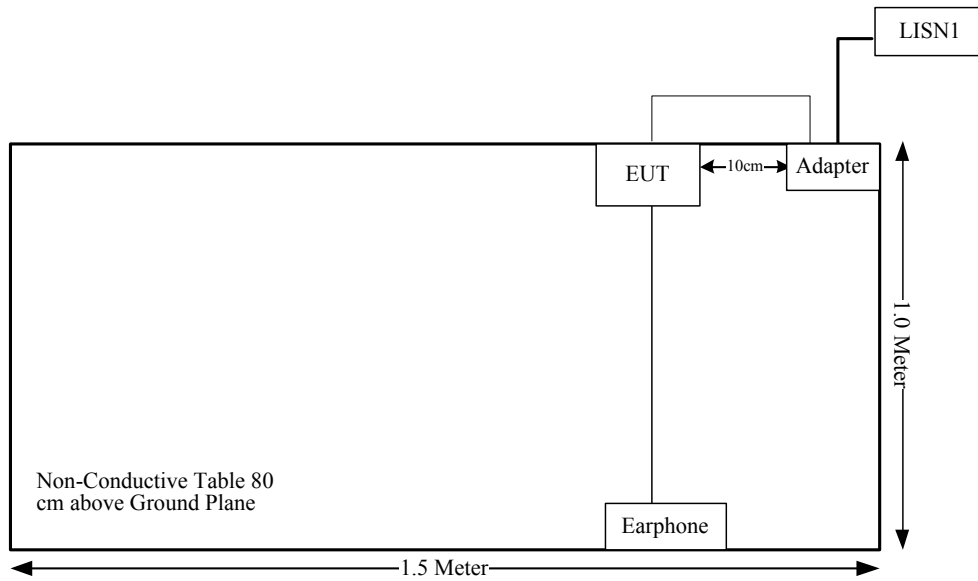 LISN1
EUT
10cm
Adapter
1.0 Meter
Non-Conductive Table 80
cm above Ground Plane
Earphone
1.5 Meter